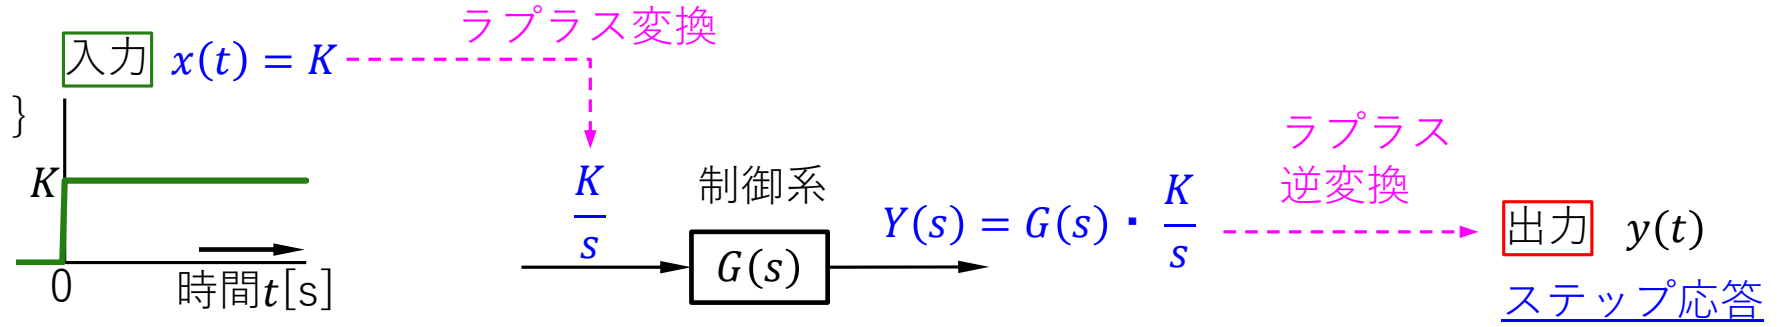 ラプラス変換
入力 x(t) = K
}
K
0
時間t[s]
K/s
制御系
G(s)
Y(s) = G(s)・K/s
ラプラス
逆変換
出力 y(t)
ステップ応答